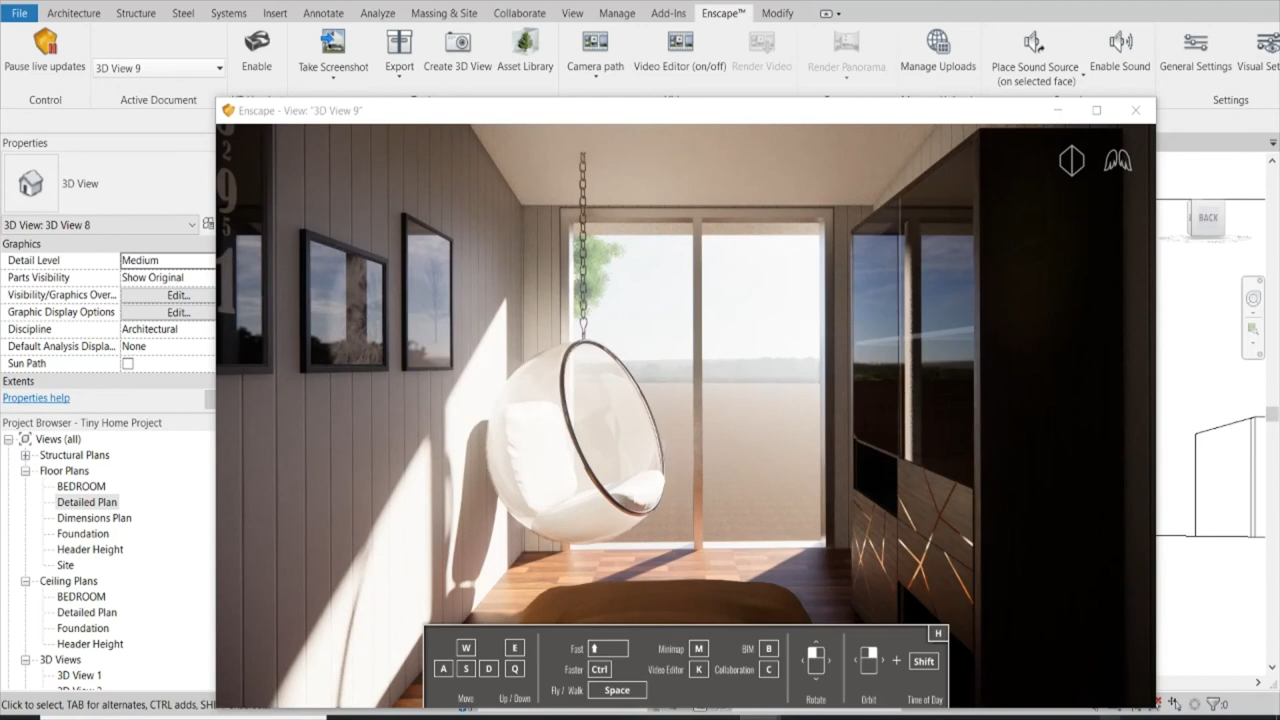 File Architecture Structure Steel Systems Insert Annotate Analyze Massing & Site Collaborate View Manage Add-Ins Enscape™ Modify
Pause live updates
3D View 9
Enable
Take Screenshot
Export
Create 3D View
Asset Library
Camera path
Video Editor (on/off)
Render Video
Render Panorama
Manage Uploads
Place Sound Source
(on selected face)
Enable Sound
General Settings
Visual Set
Control
Active Document
Settings
Enscape - View: "3D View 9"
Properties
3D View
3D View: 3D View 8
Graphics
Detail Level Medium
Parts Visibility Show Original
Visibility/Graphics Over... Edit...
Graphic Display Options Edit...
Discipline Architectural
Default Analysis Displa... None
Sun Path
Extents
Properties help
Project Browser - Tiny Home Project
Views (all)
Structural Plans
Floor Plans
BEDROOM
Detailed Plan
Dimensions Plan
Foundation
Header Height
Site
Ceiling Plans
BEDROOM
Detailed Plan
Foundation
Header Height
3D Views
3D View 1
2
9
5
1
BACK
H
W E
A S D Q
Move
Up / Down
Fast
Faster Ctrl
Fly / Walk Space
Minimap M
Video Editor K
BIM B
Collaboration C
Rotate
Orbit
+ Shift
Time of Day
Click to select, TAB for alternates, CTRL adds, SHI
:0